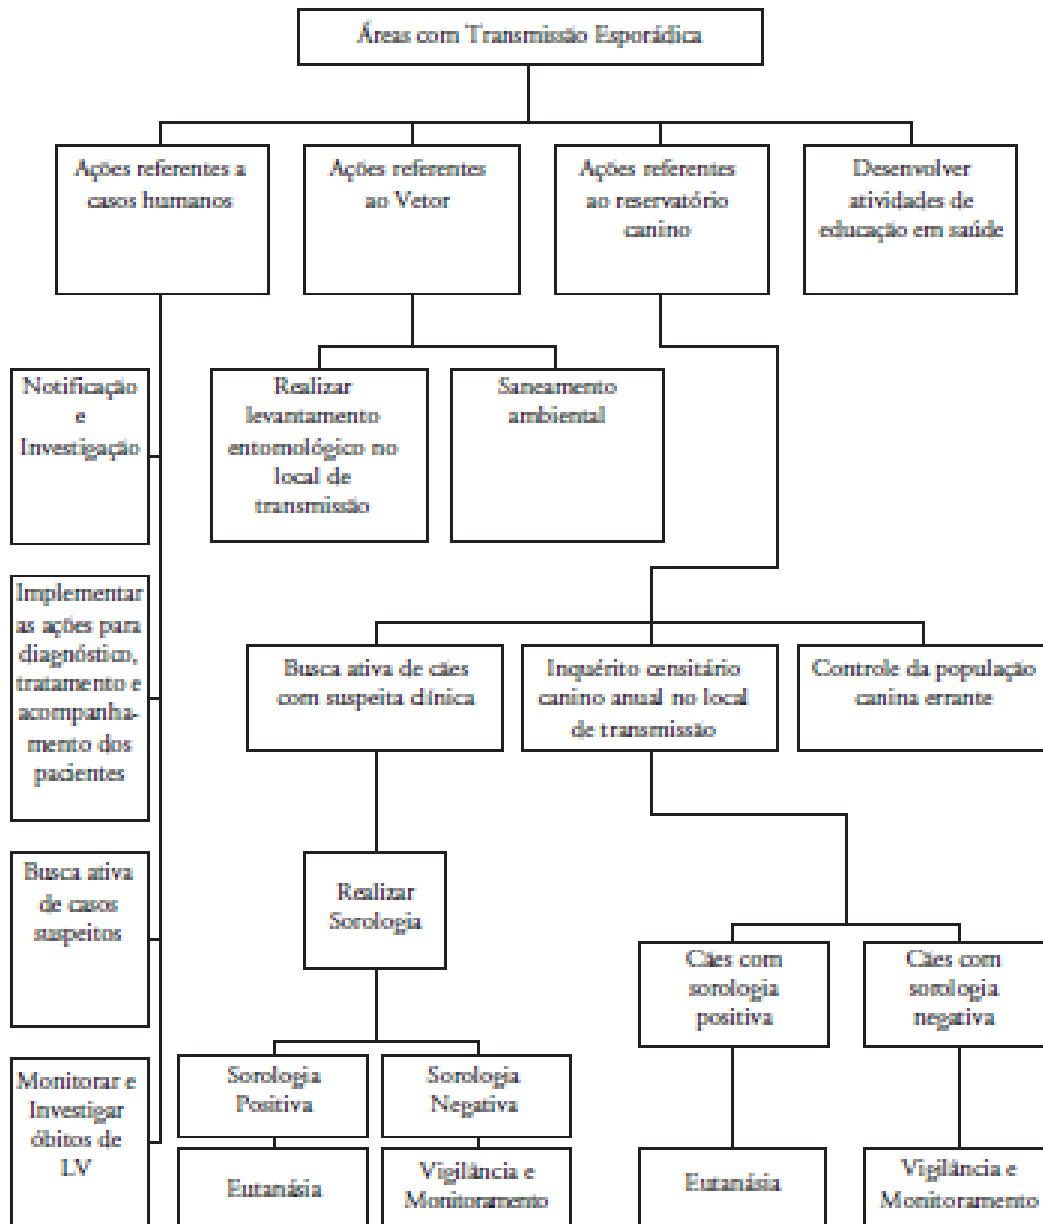 Áreas com Transmissão Esporádica
Ações referentes a
casos humanos
Ações referentes
ao Vetor
Ações referentes
ao reservatório
canino
Desenvolver
atividades de
educação em saúde
Notificação
e
Investigação
Realizar
levantamento
entomológico no
local de
transmissão
Saneamento
ambiental
Implementar
as ações para
diagnóstico,
tratamento e
acompanha-
mento dos
pacientes
Busca ativa de cães
com suspeita clínica
Inquérito censitário
canino anual no local
de transmissão
Controle da população
canina errante
Busca ativa
de casos
suspeitos
Realizar
Sorologia
Cães com
sorologia
positiva
Cães com
sorologia
negativa
Monitorar e
Investigar
óbitos de
LV
Sorologia
Positiva
Sorologia
Negativa
Eutanásia
Vigilância e
Monitoramento
Eutanásia
Vigilância e
Monitoramento